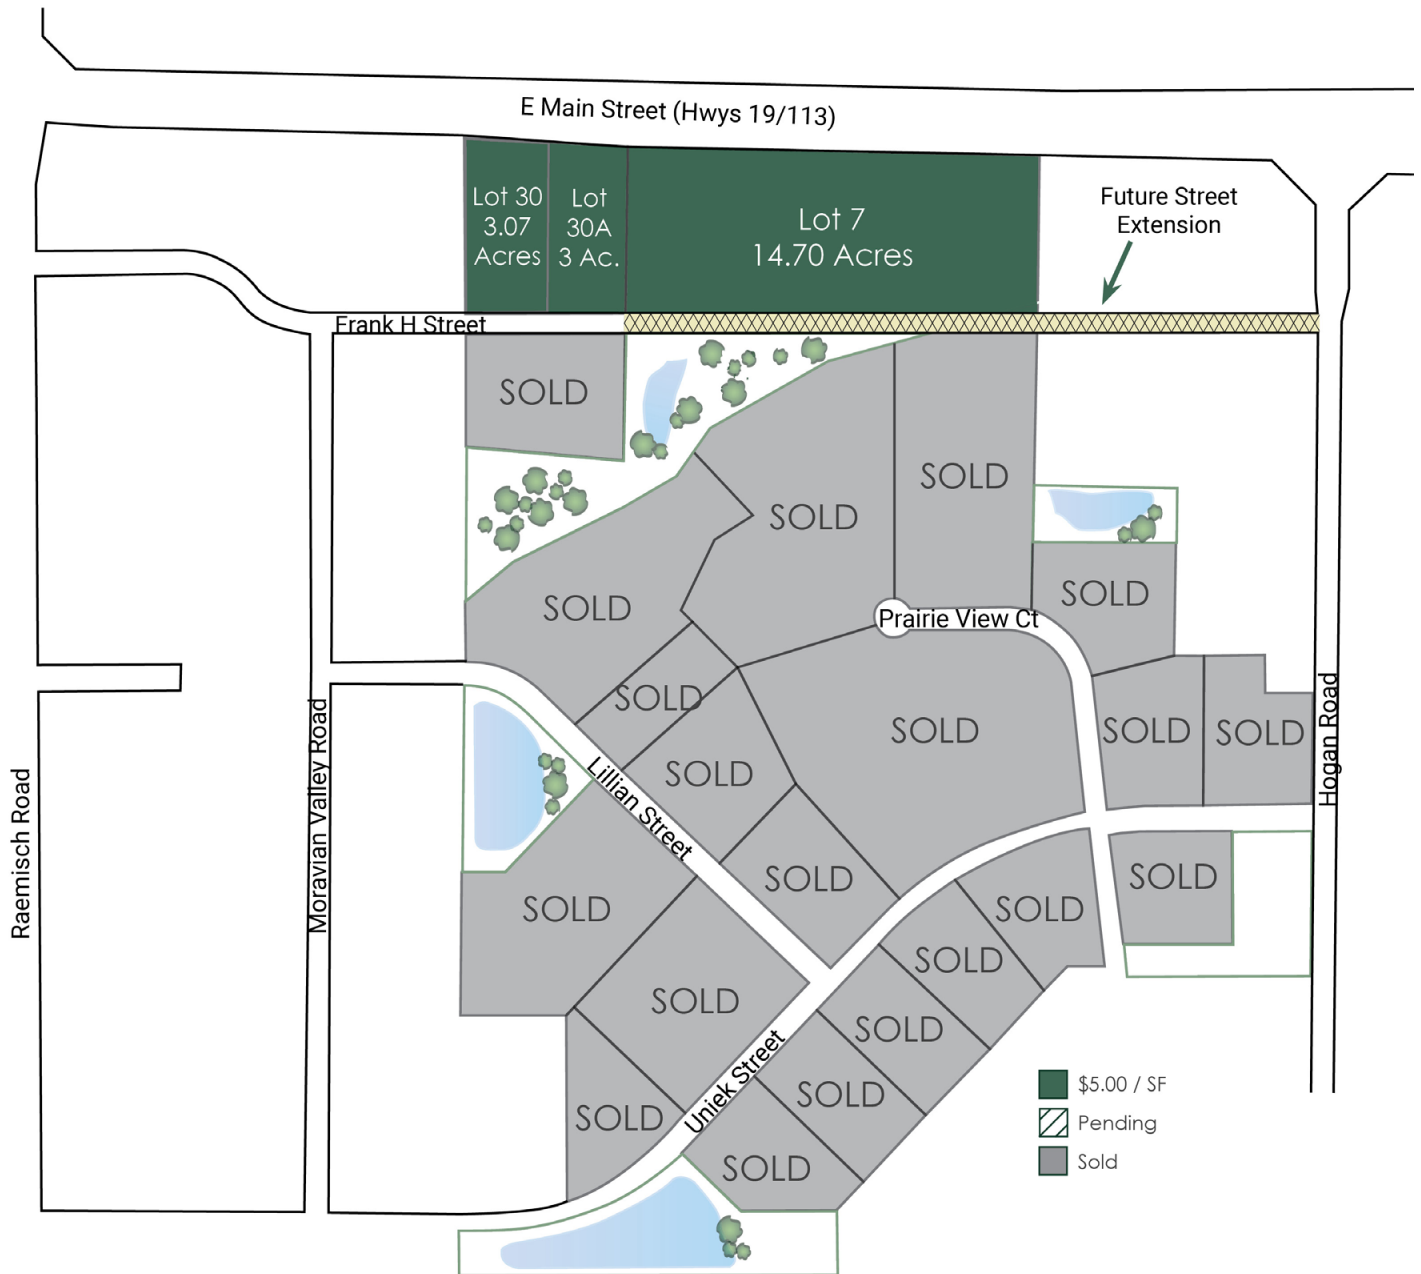 E Main Street (Hwys 19/113)
Lot 30
3.07
Acres
Lot
30A
3 Ac.
Lot 7
14.70 Acres
Future Street
Extension
Frank H Street
SOLD
SOLD
SOLD
SOLD
SOLD
Prairie View Ct
SOLD
SOLD
SOLD
SOLD
SOLD
SOLD
Lillian Street
Moravian Valley Road
Raemisch Road
Hogan Road
SOLD
SOLD
SOLD
SOLD
SOLD
SOLD
SOLD
SOLD
SOLD
SOLD
Uniek Street
$5.00 / SF
Pending
Sold